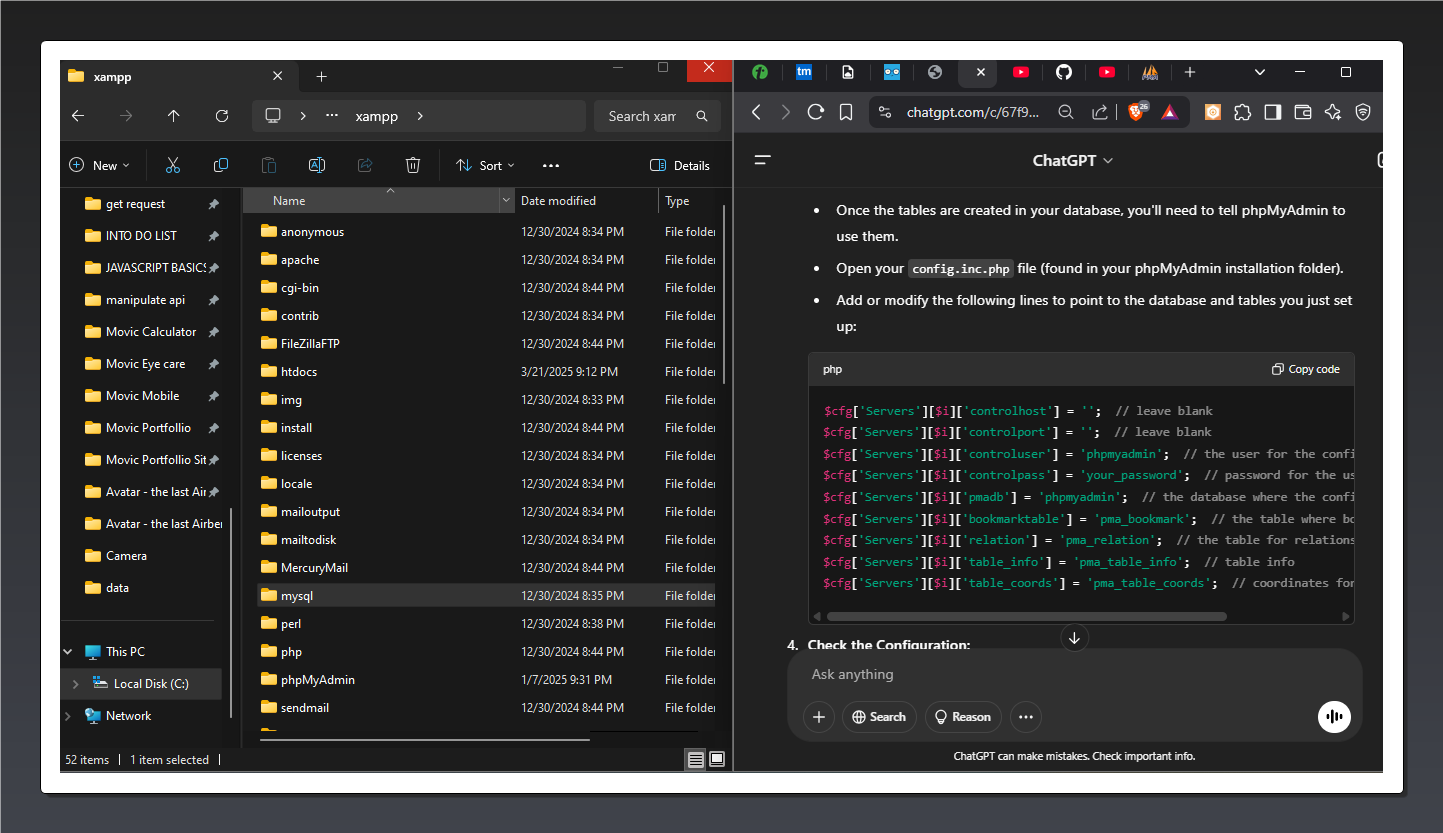 xampp
xampp
Search xam
New
Sort
Details
get request
INTO DO LIST
JAVASCRIPT BASICS
manipulate api
Movic Calculator
Movic Eye care
Movic Mobile
Movic Portfollio
Movic Portfollio Sit
Avatar - the last Air
Avatar - the last Airber
Camera
data
This PC
Local Disk (C:)
Network
Name Date modified Type
anonymous 12/30/2024 8:34 PM File folder
apache 12/30/2024 8:34 PM File folder
cgi-bin 12/30/2024 8:44 PM File folder
contrib 12/30/2024 8:34 PM File folder
FileZillaFTP 12/30/2024 8:44 PM File folder
htdocs 3/21/2025 9:12 PM File folder
img 12/30/2024 8:33 PM File folder
install 12/30/2024 8:44 PM File folder
licenses 12/30/2024 8:34 PM File folder
locale 12/30/2024 8:34 PM File folder
mailoutput 12/30/2024 8:34 PM File folder
mailtodisk 12/30/2024 8:34 PM File folder
MercuryMail 12/30/2024 8:44 PM File folder
mysql 12/30/2024 8:35 PM File folder
perl 12/30/2024 8:38 PM File folder
php 12/30/2024 8:44 PM File folder
phpMyAdmin 1/7/2025 9:31 PM File folder
sendmail 12/30/2024 8:44 PM File folder
52 items 1 item selected
tm
chatgpt.com/c/67f9...
26
ChatGPT
• Once the tables are created in your database, you'll need to tell phpMyAdmin to
use them.
• Open your config.inc.php file (found in your phpMyAdmin installation folder).
• Add or modify the following lines to point to the database and tables you just set
up:
php Copy code
$cfg['Servers'][$i]['controlhost'] = ''; // leave blank
$cfg['Servers'][$i]['controlport'] = ''; // leave blank
$cfg['Servers'][$i]['controluser'] = 'phpmyadmin'; // the user for the confi
$cfg['Servers'][$i]['controlpass'] = 'your_password'; // password for the us
$cfg['Servers'][$i]['pmadb'] = 'phpmyadmin'; // the database where the confi
$cfg['Servers'][$i]['bookmarktable'] = 'pma_bookmark'; // the table where bo
$cfg['Servers'][$i]['relation'] = 'pma_relation'; // the table for relations
$cfg['Servers'][$i]['table_info'] = 'pma_table_info'; // table info
$cfg['Servers'][$i]['table_coords'] = 'pma_table_coords'; // coordinates for
4. Check the Configuration:
Ask anything
Search
Reason
ChatGPT can make mistakes. Check important info.